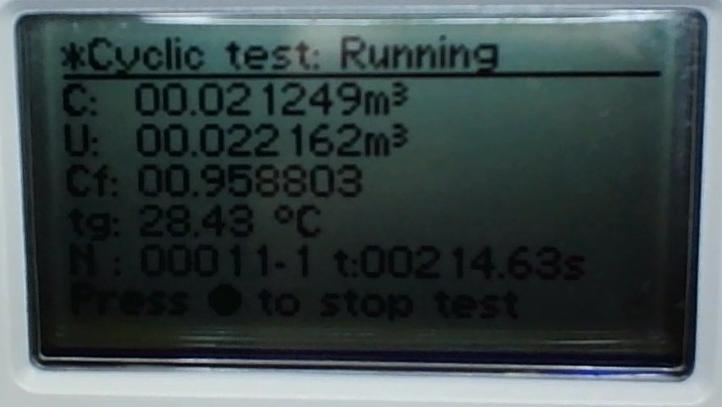 *Cyclic test: Running
C: 00.021249m³
U: 00.022162m³
Cf: 00.958803
tg: 28.43 °C
N : 00011-1 t:00214.63s
Press ● to stop test